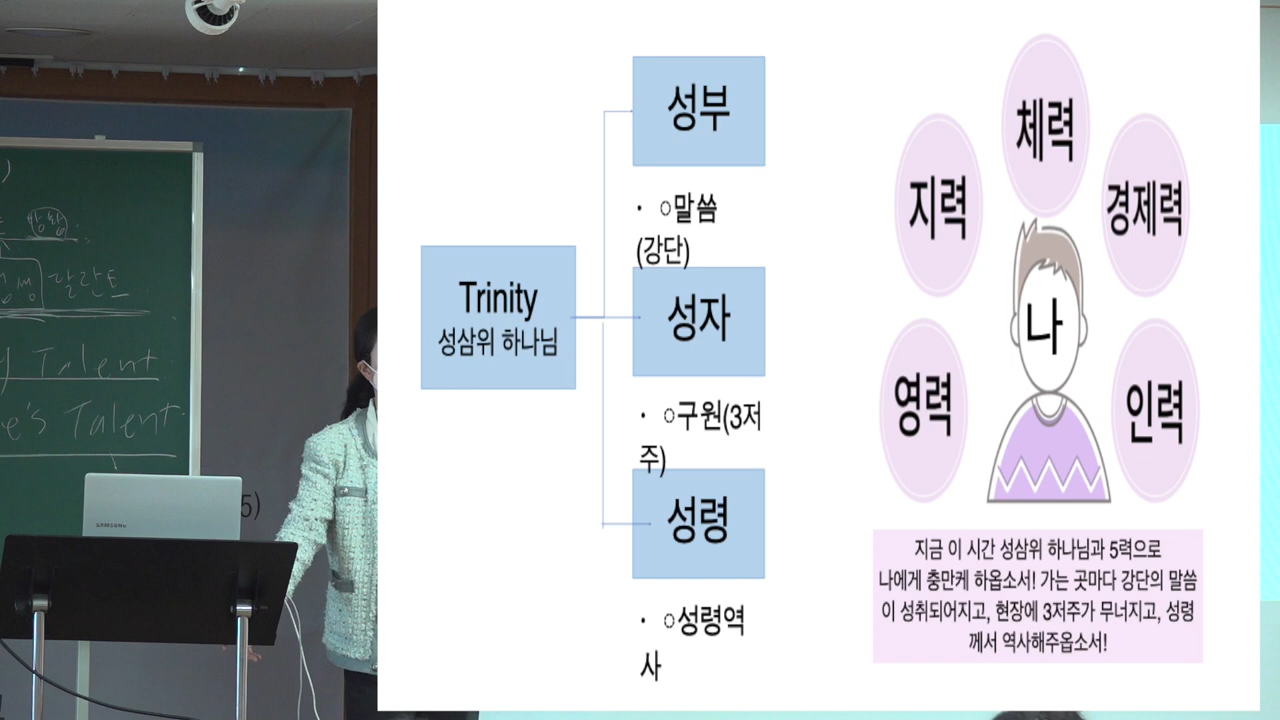 Trinity
성삼위 하나님
성부
· ○말씀
(강단)
성자
· ○구원(3저
주)
성령
· ○성령역
사
체력
지력
경제력
나
영력
인력
지금 이 시간 성삼위 하나님과 5력으로
나에게 충만케 하옵소서! 가는 곳마다 강단의 말씀
이 성취되어지고, 현장에 3저주가 무너지고, 성령
께서 역사해주옵소서!
)
달란트
Talent
e's Talent
SAMSUNG
5)